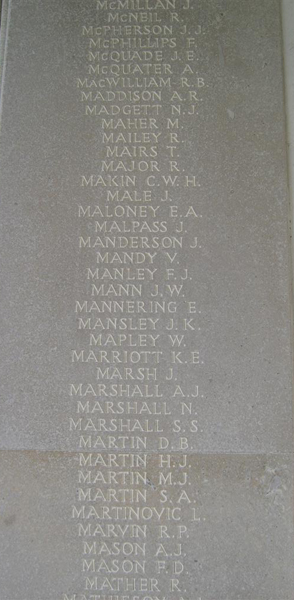 McMILLAN J.
McNEIL R.
McPHERSON J.J.
McPHILLIPS F.
McQUADE J.E.
McQUATER A.
MacWILLIAM R.B.
MADDISON A.R.
MADGETT N.J.
MAHER M.
MAILEY R.
MAIRS T.
MAJOR R.
MAKIN C.W.H.
MALE J.
MALONEY E.A.
MALPASS J.
MANDERSON J.
MANDY V.
MANLEY F.J.
MANN J.W.
MANNERING E.
MANSLEY J.K.
MAPLEY W.
MARRIOTT K.E.
MARSH J.
MARSHALL A.J.
MARSHALL N.
MARSHALL S.S.
MARTIN D.B.
MARTIN H.J.
MARTIN M.J.
MARTIN S.A.
MARTINOVIC L.
MARVIN R.P.
MASON A.J.
MASON F.D.
MATHER R.